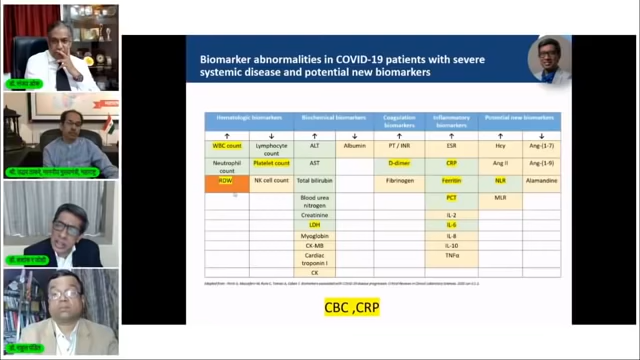 Biomarker abnormalities in COVID-19 patients with severe
systemic disease and potential new biomarkers
Hematologic biomarkers Biochemical biomarkers Coagulation biomarkers Inflammatory biomarkers Potential new biomarkers
↑ ↓ ↑ ↓ ↑ ↑ ↑ ↓
WBC count Lymphocyte count ALT Albumin PT / INR ESR Hcy Ang-(1-7)
Neutrophil count Platelet count AST D-dimer CRP Ang II Ang-(1-9)
RDW NK cell count Total bilirubin Fibrinogen Ferritin NLR Alamandine
Blood urea nitrogen PCT MLR
Creatinine IL-2
LDH IL-6
Myoglobin IL-8
CK-MB IL-10
Cardiac troponin I TNFα
CK
CBC ,CRP